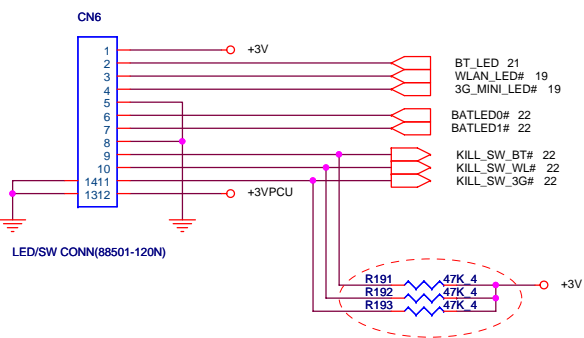 CN6
1 +3V
2 BT_LED 21
3 WLAN_LED# 19
4 3G_MINI_LED# 19
5
6 BATLED0# 22
7 BATLED1# 22
8
9 KILL_SW_BT# 22
10 KILL_SW_WL# 22
1411 KILL_SW_3G# 22
1312 +3VPCU
LED/SW CONN(88501-120N)
R191 47K_4 +3V
R192 47K_4
R193 47K_4